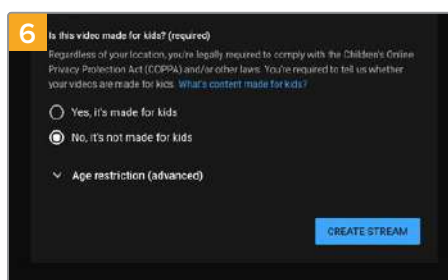 6
Is this video made for kids? (required)
Regardless of your location, you're legally required to comply with the Children's Online
Privacy Protection Act (COPPA) and/or other laws. You're required to tell us whether
your videos are made for kids. What's content made for kids?
Yes, it's made for kids
No, it's not made for kids
Age restriction (advanced)
CREATE STREAM